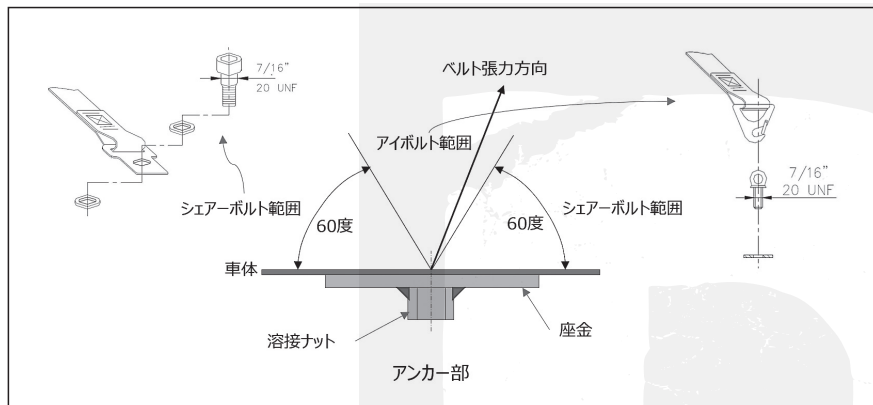 7/16"
20 UNF
シェアーボルト範囲
ベルト張力方向
アイボルト範囲
7/16"
20 UNF
60度
60度
シェアーボルト範囲
車体
溶接ナット
座金
アンカー部